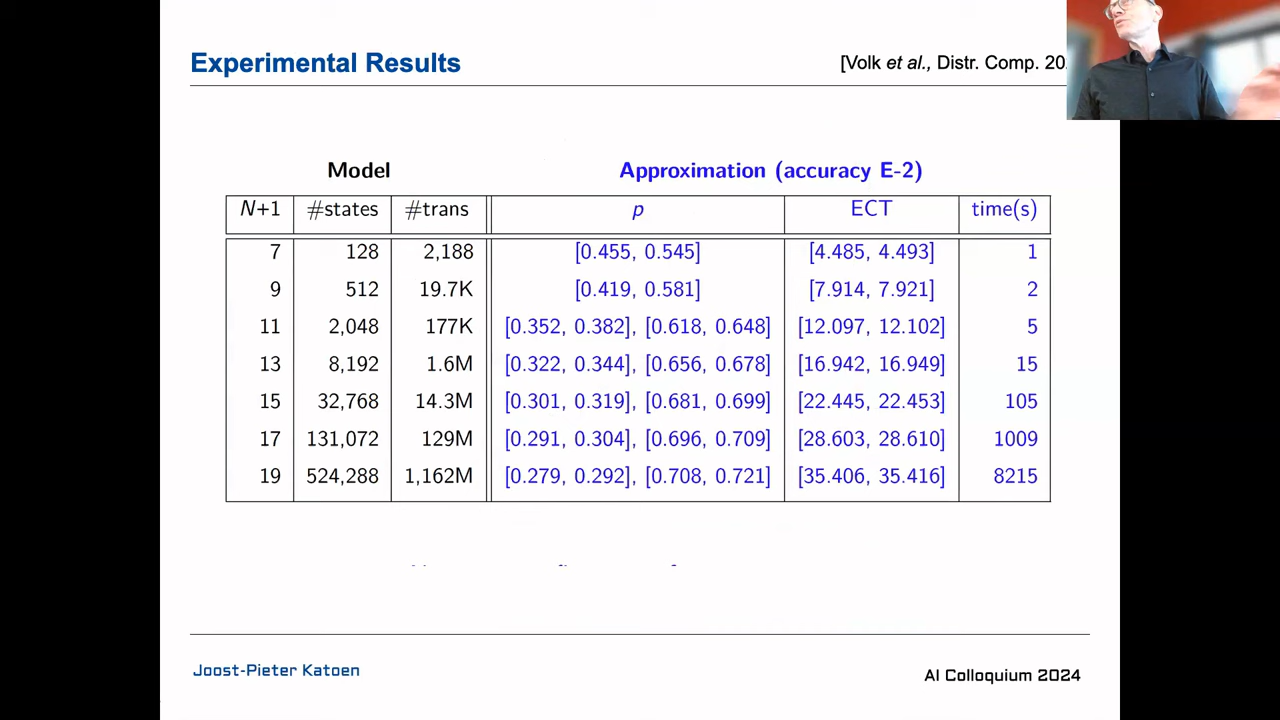 Experimental Results
[Volk et al., Distr. Comp.
Model Approximation (accuracy E-2)
N+1 #states #trans p ECT time(s)
7 128 2,188 [0.455, 0.545] [4.485, 4.493] 1
9 512 19.7K [0.419, 0.581] [7.914, 7.921] 2
11 2,048 177K [0.352, 0.382], [0.618, 0.648] [12.097, 12.102] 5
13 8,192 1.6M [0.322, 0.344], [0.656, 0.678] [16.942, 16.949] 15
15 32,768 14.3M [0.301, 0.319], [0.681, 0.699] [22.445, 22.453] 105
17 131,072 129M [0.291, 0.304], [0.696, 0.709] [28.603, 28.610] 1009
19 524,288 1,162M [0.279, 0.292], [0.708, 0.721] [35.406, 35.416] 8215
Joost-Pieter Katoen
AI Colloquium 2024